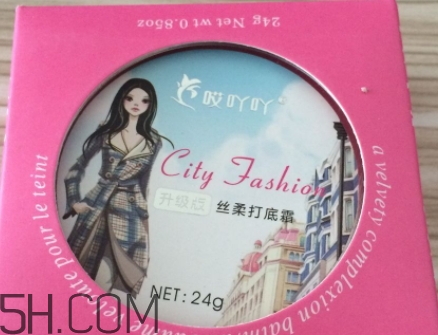 24g Net wt 0.85oz
哎吖吖
City Fashion
升级版 丝柔打底霜
NET: 24g
a velvety complexion balm
pour le teint
5H.COM